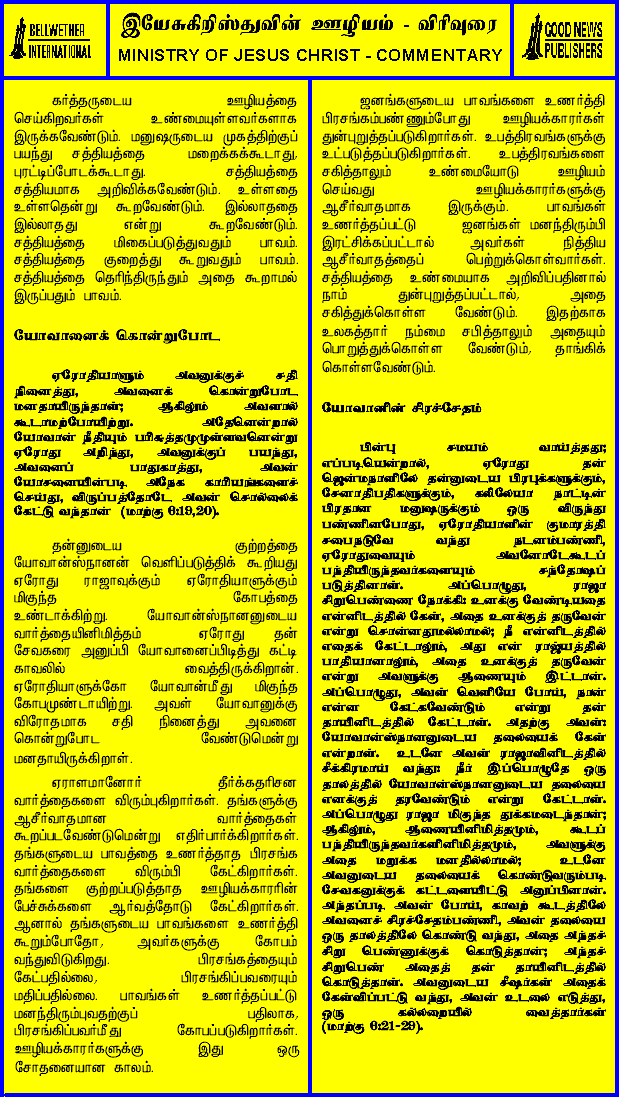 BELLWETHER
INTERNATIONAL
இயேசுகிறிஸ்துவின் ஊழியம் - விரிவுரை
MINISTRY OF JESUS CHRIST - COMMENTARY
GOOD NEWS
PUBLISHERS
கர்த்தருடைய ஊழியத்தை
செய்கிறவர்கள் உண்மையுள்ளவர்களாக
இருக்கவேண்டும். மனுஷருடைய முகத்திற்குப்
பயந்து சத்தியத்தை மறைக்கக்கூடாது,
புரட்டிப்போடக்கூடாது. சத்தியத்தை
சத்தியமாக அறிவிக்கவேண்டும். உள்ளதை
உள்ளதென்று கூறவேண்டும். இல்லாததை
இல்லாதது என்று கூறவேண்டும்.
சத்தியத்தை மிகைப்படுத்துவதும் பாவம்.
சத்தியத்தை குறைத்து கூறுவதும் பாவம்.
சத்தியத்தை தெரிந்திருந்தும் அதை கூறாமல்
இருப்பதும் பாவம்.
யோவானைக் கொன்றுபோட
ஏரோதியாளும் அவனுக்குச் சதி
நினைத்து, அவனைக் கொன்றுபோட
மனதாயிருந்தாள்; ஆகிலும் அவளால்
கூடாமற்போயிற்று. அதேனென்றால்
யோவான் நீதியும் பரிசுத்தமுமுள்ளவனென்று
ஏரோது அறிந்து, அவனுக்குப் பயந்து,
அவனைப் பாதுகாத்து, அவன்
யோசனையின்படி அநேக காரியங்களைச்
செய்து, விருப்பத்தோடே அவன் சொல்லைக்
கேட்டு வந்தான் (மாற்கு 6:19,20).
தன்னுடைய குற்றத்தை
யோவான்ஸ்நானன் வெளிப்படுத்திக் கூறியது
ஏரோது ராஜாவுக்கும் ஏரோதியாளுக்கும்
மிகுந்த கோபத்தை
உண்டாக்கிற்று. யோவான்ஸ்நானனுடைய
வார்த்தையினிமித்தம் ஏரோது தன்
சேவகரை அனுப்பி யோவானைப்பிடித்து கட்டி
காவலில் வைத்திருக்கிறான்.
ஏரோதியாளுக்கோ யோவான்மீது மிகுந்த
கோபமுண்டாயிற்று. அவள் யோவானுக்கு
விரோதமாக சதி நினைத்து அவனை
கொன்றுபோட வேண்டுமென்று
மனதாயிருக்கிறாள்.
ஏராளமானோர் தீர்க்கதரிசன
வார்த்தைகளை விரும்புகிறார்கள். தங்களுக்கு
ஆசீர்வாதமான வார்த்தைகள்
கூறப்படவேண்டுமென்று எதிர்பார்க்கிறார்கள்.
தங்களுடைய பாவத்தை உணர்த்தாத பிரசங்க
வார்த்தைகளை விரும்பி கேட்கிறார்கள்.
தங்களை குற்றப்படுத்தாத ஊழியக்காரரின்
பேச்சுக்களை ஆர்வத்தோடு கேட்கிறார்கள்.
ஆனால் தங்களுடைய பாவங்களை உணர்த்தி
கூறும்போதோ, அவர்களுக்கு கோபம்
வந்துவிடுகிறது. பிரசங்கத்தையும்
கேட்பதில்லை, பிரசங்கிப்பவரையும்
மதிப்பதில்லை. பாவங்கள் உணர்த்தப்பட்டு
மனந்திரும்புவதற்குப் பதிலாக,
பிரசங்கிப்பவர்மீது கோபப்படுகிறார்கள்.
ஊழியக்காரர்களுக்கு இது ஒரு
சோதனையான காலம்.
ஜனங்களுடைய பாவங்களை உணர்த்தி
பிரசங்கம்பண்ணும்போது ஊழியக்காரர்கள்
துன்புறுத்தப்படுகிறார்கள். உபத்திரவங்களுக்கு
உட்படுத்தப்படுகிறார்கள். உபத்திரவங்களை
சகித்தாலும் உண்மையோடு ஊழியம்
செய்வது ஊழியக்காரர்களுக்கு
ஆசீர்வாதமாக இருக்கும். பாவங்கள்
உணர்த்தப்பட்டு ஜனங்கள் மனந்திரும்பி
இரட்சிக்கப்பட்டால் அவர்கள் நித்திய
ஆசீர்வாதத்தைப் பெற்றுக்கொள்வார்கள்.
சத்தியத்தை உண்மையாக அறிவிப்பதினால்
நாம் துன்புறுத்தப்பட்டால், அதை
சகித்துக்கொள்ள வேண்டும். இதற்காக
உலகத்தார் நம்மை சபித்தாலும் அதையும்
பொறுத்துக்கொள்ள வேண்டும், தாங்கிக்
கொள்ளவேண்டும்.
யோவானின் சிரச்சேதம்
பின்பு சமயம் வாய்த்தது;
எப்படியென்றால், ஏரோது தன்
ஜென்மநாளிலே தன்னுடைய பிரபுக்களுக்கும்,
சேனாதிபதிகளுக்கும், கலிலேயா நாட்டின்
பிரதான மனுஷருக்கும் ஒரு விருந்து
பண்ணினபோது, ஏரோதியாளின் குமாரத்தி
சபைநடுவே வந்து நடனம்பண்ணி,
ஏரோதுவையும் அவனோடேகூடப்
பந்தியிருந்தவர்களையும் சந்தோஷப்
படுத்தினாள். அப்பொழுது, ராஜா
சிறுபெண்ணை நோக்கி: உனக்கு வேண்டியதை
என்னிடத்தில் கேள், அதை உனக்குத் தருவேன்
என்று சொன்னதுமல்லாமல்; நீ என்னிடத்தில்
எதைக் கேட்டாலும், அது என் ராஜ்யத்தில்
பாதியானாலும், அதை உனக்குத் தருவேன்
என்று அவளுக்கு ஆணையும் இட்டான்.
அப்பொழுது, அவள் வெளியே போய், நான்
என்ன கேட்கவேண்டும் என்று தன்
தாயினிடத்தில் கேட்டாள். அதற்கு அவள்:
யோவான்ஸ்நானனுடைய தலையைக் கேள்
என்றாள். உடனே அவள் ராஜாவினிடத்தில்
சீக்கிரமாய் வந்து: நீர் இப்பொழுதே ஒரு
தாலத்தில் யோவான்ஸ்நானனுடைய தலையை
எனக்குத் தரவேண்டும் என்று கேட்டாள்.
அப்பொழுது ராஜா மிகுந்த துக்கமடைந்தான்;
ஆகிலும், ஆணையினிமித்தமும், கூடப்
பந்தியிருந்தவர்களினிமித்தமும், அவளுக்கு
அதை மறுக்க மனதில்லாமல்; உடனே
அவனுடைய தலையைக் கொண்டுவரும்படி
சேவகனுக்குக் கட்டளையிட்டு அனுப்பினான்.
அந்தப்படி அவன் போய், காவற் கூடத்திலே
அவனைச் சிரச்சேதம்பண்ணி, அவன் தலையை
ஒரு தாலத்திலே கொண்டு வந்து, அதை அந்தச்
சிறு பெண்ணுக்குக் கொடுத்தான்; அந்தச்
சிறுபெண் அதைத் தன் தாயினிடத்தில்
கொடுத்தாள். அவனுடைய சீஷர்கள் அதைக்
கேள்விப்பட்டு வந்து, அவன் உடலை எடுத்து,
ஒரு கல்லறையில் வைத்தார்கள்
(மாற்கு 6:21-29).